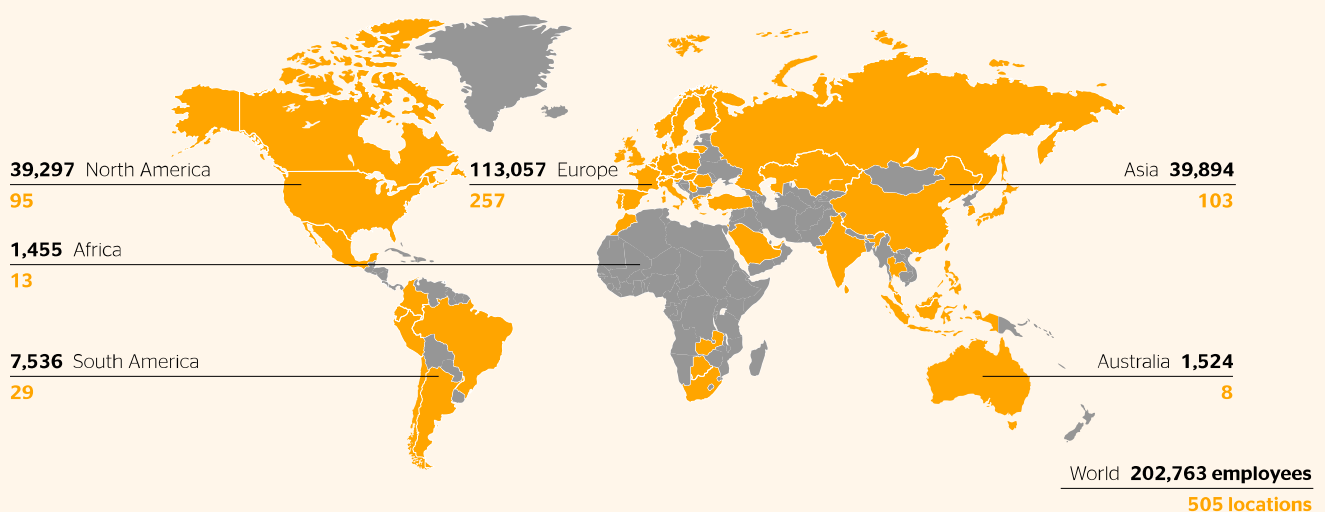 39,297 North America
95
113,057 Europe
257
Asia 39,894
103
1,455 Africa
13
7,536 South America
29
Australia 1,524
8
World 202,763 employees
505 locations